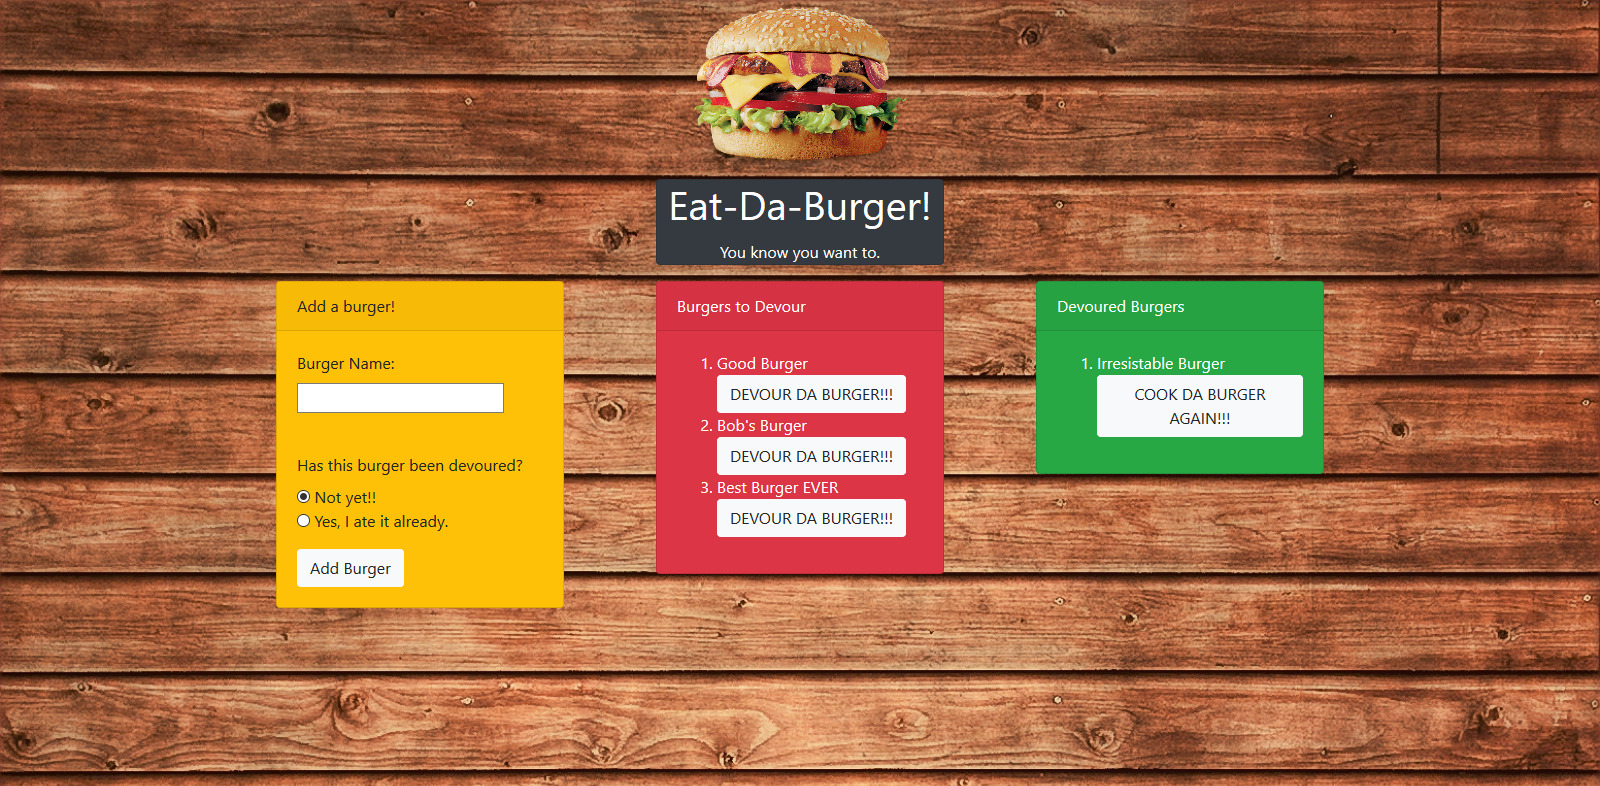 Eat-Da-Burger!
You know you want to.
Add a burger!
Burger Name:
Has this burger been devoured?
Not yet!!
Yes, I ate it already.
Add Burger
Burgers to Devour
1. Good Burger
DEVOUR DA BURGER!!!
2. Bob's Burger
DEVOUR DA BURGER!!!
3. Best Burger EVER
DEVOUR DA BURGER!!!
Devoured Burgers
1. Irresistable Burger
COOK DA BURGER
AGAIN!!!